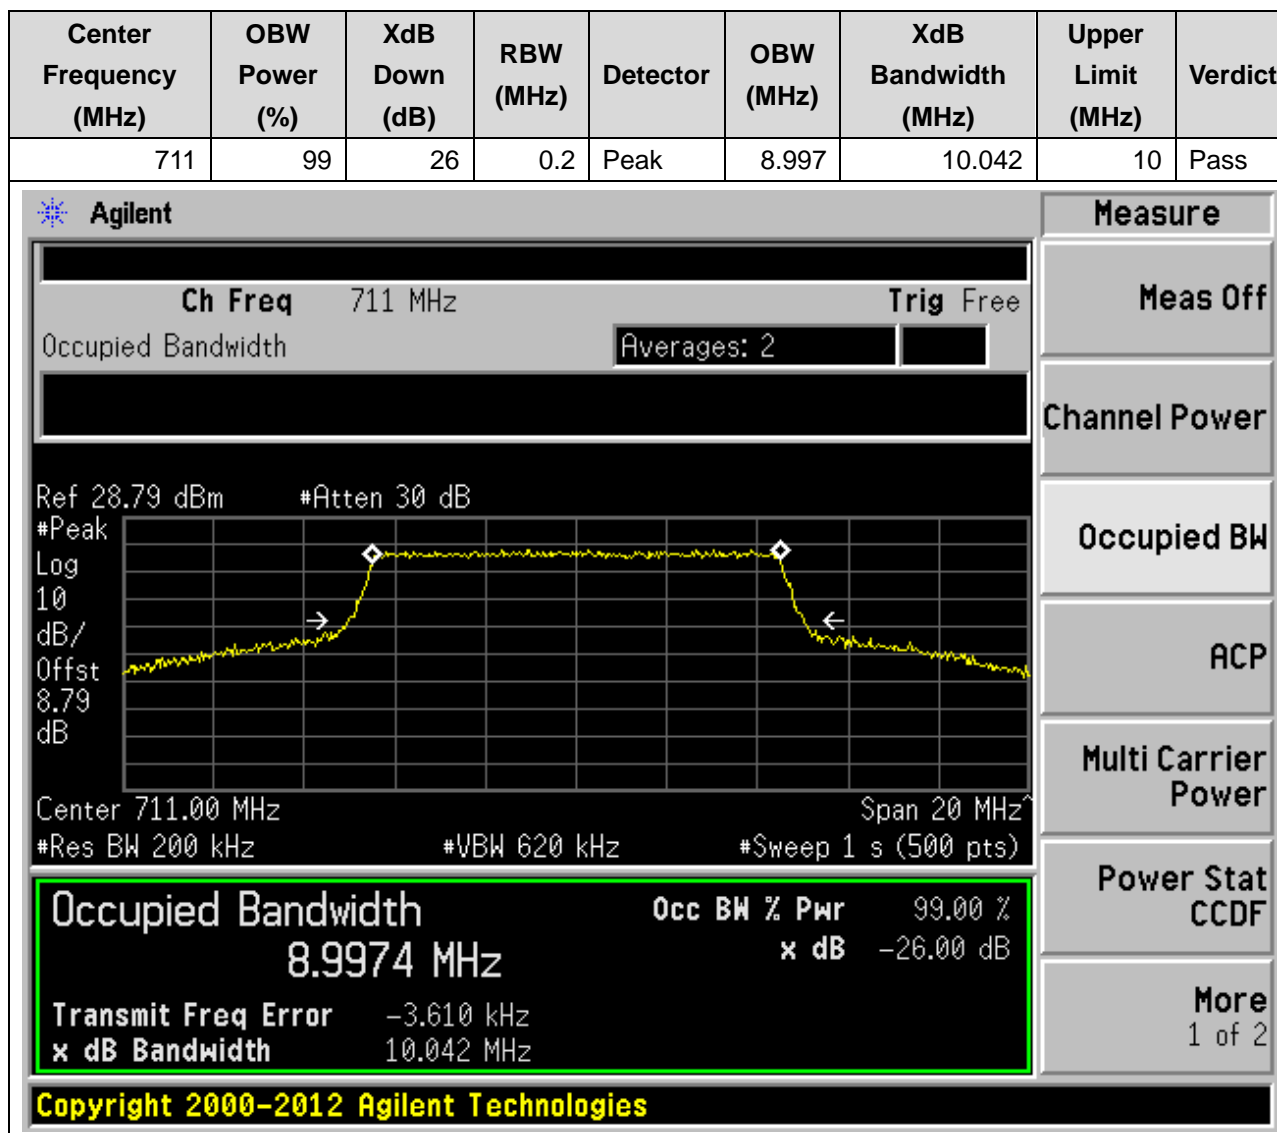 Center Frequency (MHz) OBW Power (%) XdB Down (dB) RBW (MHz) Detector OBW (MHz) XdB Bandwidth (MHz) Upper Limit (MHz) Verdict
711 99 26 0.2 Peak 8.997 10.042 10 Pass
Agilent
Measure
Ch Freq 711 MHz Trig Free
Occupied Bandwidth Averages: 2
Ref 28.79 dBm #Atten 30 dB
#Peak
Log
10
dB/
Offst
8.79
dB
Center 711.00 MHz Span 20 MHz^
#Res BW 200 kHz #VBW 620 kHz #Sweep 1 s (500 pts)
Occupied Bandwidth Occ BW % Pwr 99.00 %
8.9974 MHz x dB -26.00 dB
Transmit Freq Error -3.610 kHz
x dB Bandwidth 10.042 MHz
Meas Off
Channel Power
Occupied BW
ACP
Multi Carrier
Power
Power Stat
CCDF
More
1 of 2
Copyright 2000-2012 Agilent Technologies